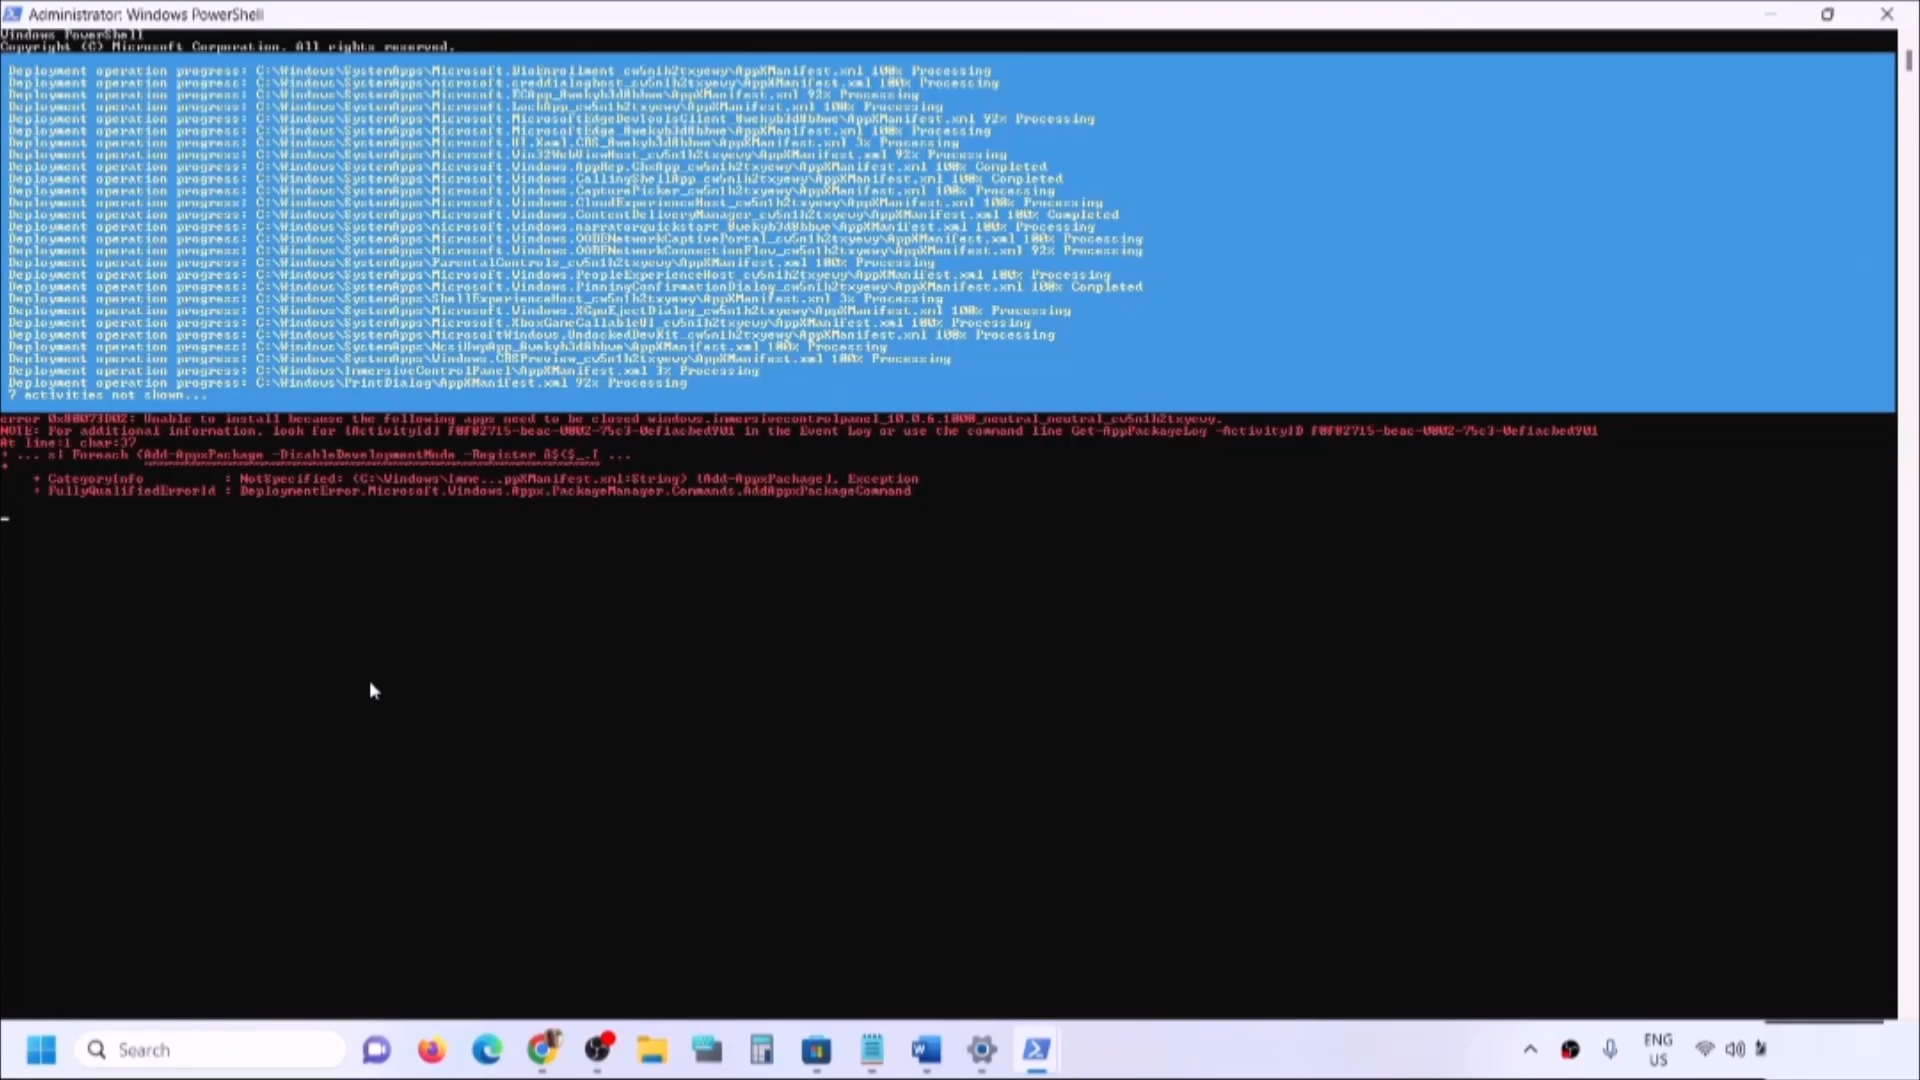 Administrator: Windows PowerShell
Windows PowerShell
Copyright (C) Microsoft Corporation. All rights reserved.
Deployment operation progress: C:\Windows\SystemApps\Microsoft.BioEnrollment_cw5n1h2txyewy\AppXManifest.xml 100% Processing
Deployment operation progress: C:\Windows\SystemApps\Microsoft.creddialoghost_cw5n1h2txyewy\AppXManifest.xml 100% Processing
Deployment operation progress: C:\Windows\SystemApps\Microsoft.ECApp_8wekyb3d8bbwe\AppXManifest.xml 92% Processing
Deployment operation progress: C:\Windows\SystemApps\Microsoft.LockApp_cw5n1h2txyewy\AppXManifest.xml 100% Processing
Deployment operation progress: C:\Windows\SystemApps\Microsoft.MicrosoftEdgeDevToolsClient_8wekyb3d8bbwe\AppXManifest.xml 92% Processing
Deployment operation progress: C:\Windows\SystemApps\Microsoft.MicrosoftEdge_8wekyb3d8bbwe\AppXManifest.xml 100% Processing
Deployment operation progress: C:\Windows\SystemApps\Microsoft.UI.Xaml.CBS_8wekyb3d8bbwe\AppXManifest.xml 3% Processing
Deployment operation progress: C:\Windows\SystemApps\Microsoft.Win32WebViewHost_cw5n1h2txyewy\AppXManifest.xml 92% Processing
Deployment operation progress: C:\Windows\SystemApps\Microsoft.Windows.AppRep.ChxApp_cw5n1h2txyewy\AppXManifest.xml 100% Completed
Deployment operation progress: C:\Windows\SystemApps\Microsoft.Windows.CallingShellApp_cw5n1h2txyewy\AppXManifest.xml 100% Completed
Deployment operation progress: C:\Windows\SystemApps\Microsoft.Windows.CapturePicker_cw5n1h2txyewy\AppXManifest.xml 100% Processing
Deployment operation progress: C:\Windows\SystemApps\Microsoft.Windows.CloudExperienceHost_cw5n1h2txyewy\AppXManifest.xml 100% Processing
Deployment operation progress: C:\Windows\SystemApps\Microsoft.Windows.ContentDeliveryManager_cw5n1h2txyewy\AppXManifest.xml 100% Completed
Deployment operation progress: C:\Windows\SystemApps\Microsoft.Windows.narratorquickstart_8wekyb3d8bbwe\AppXManifest.xml 100% Processing
Deployment operation progress: C:\Windows\SystemApps\Microsoft.Windows.OOBENetworkCaptivePortal_cw5n1h2txyewy\AppXManifest.xml 100% Processing
Deployment operation progress: C:\Windows\SystemApps\Microsoft.Windows.OOBENetworkConnectionFlow_cw5n1h2txyewy\AppXManifest.xml 92% Processing
Deployment operation progress: C:\Windows\SystemApps\ParentalControls_cw5n1h2txyewy\AppXManifest.xml 100% Processing
Deployment operation progress: C:\Windows\SystemApps\Microsoft.Windows.PeopleExperienceHost_cw5n1h2txyewy\AppXManifest.xml 100% Processing
Deployment operation progress: C:\Windows\SystemApps\Microsoft.Windows.PinningConfirmationDialog_cw5n1h2txyewy\AppXManifest.xml 100% Completed
Deployment operation progress: C:\Windows\SystemApps\ShellExperienceHost_cw5n1h2txyewy\AppXManifest.xml 3% Processing
Deployment operation progress: C:\Windows\SystemApps\Microsoft.Windows.XGpuEjectDialog_cw5n1h2txyewy\AppXManifest.xml 100% Processing
Deployment operation progress: C:\Windows\SystemApps\Microsoft.XboxGameCallableUI_cw5n1h2txyewy\AppXManifest.xml 100% Processing
Deployment operation progress: C:\Windows\SystemApps\MicrosoftWindows.UndockedDevKit_cw5n1h2txyewy\AppXManifest.xml 100% Processing
Deployment operation progress: C:\Windows\SystemApps\NcsiUwpApp_8wekyb3d8bbwe\AppXManifest.xml 100% Processing
Deployment operation progress: C:\Windows\SystemApps\Windows.CBSPreview_cw5n1h2txyewy\AppXManifest.xml 100% Processing
Deployment operation progress: C:\Windows\ImmersiveControlPanel\AppXManifest.xml 3% Processing
Deployment operation progress: C:\Windows\PrintDialog\AppXManifest.xml 92% Processing
7 activities not shown...
error 0x80073D02: Unable to install because the following apps need to be closed windows.immersivecontrolpanel_10.0.6.1000_neutral_neutral_cw5n1h2txyewy.
NOTE: For additional information, look for [ActivityId] f0f82715-beac-0002-75c3-0ef1acbed901 in the Event Log or use the command line Get-AppPackageLog -ActivityID f0f82715-beac-0002-75c3-0ef1acbed901
At line:1 char:37
+ ... s| Foreach {Add-AppxPackage -DisableDevelopmentMode -Register "$($_.I ...
+
+ CategoryInfo : NotSpecified: (C:\Windows\Imme...ppXManifest.xml:String) [Add-AppxPackage], Exception
+ FullyQualifiedErrorId : DeploymentError,Microsoft.Windows.Appx.PackageManager.Commands.AddAppxPackageCommand
Search
ENG
US